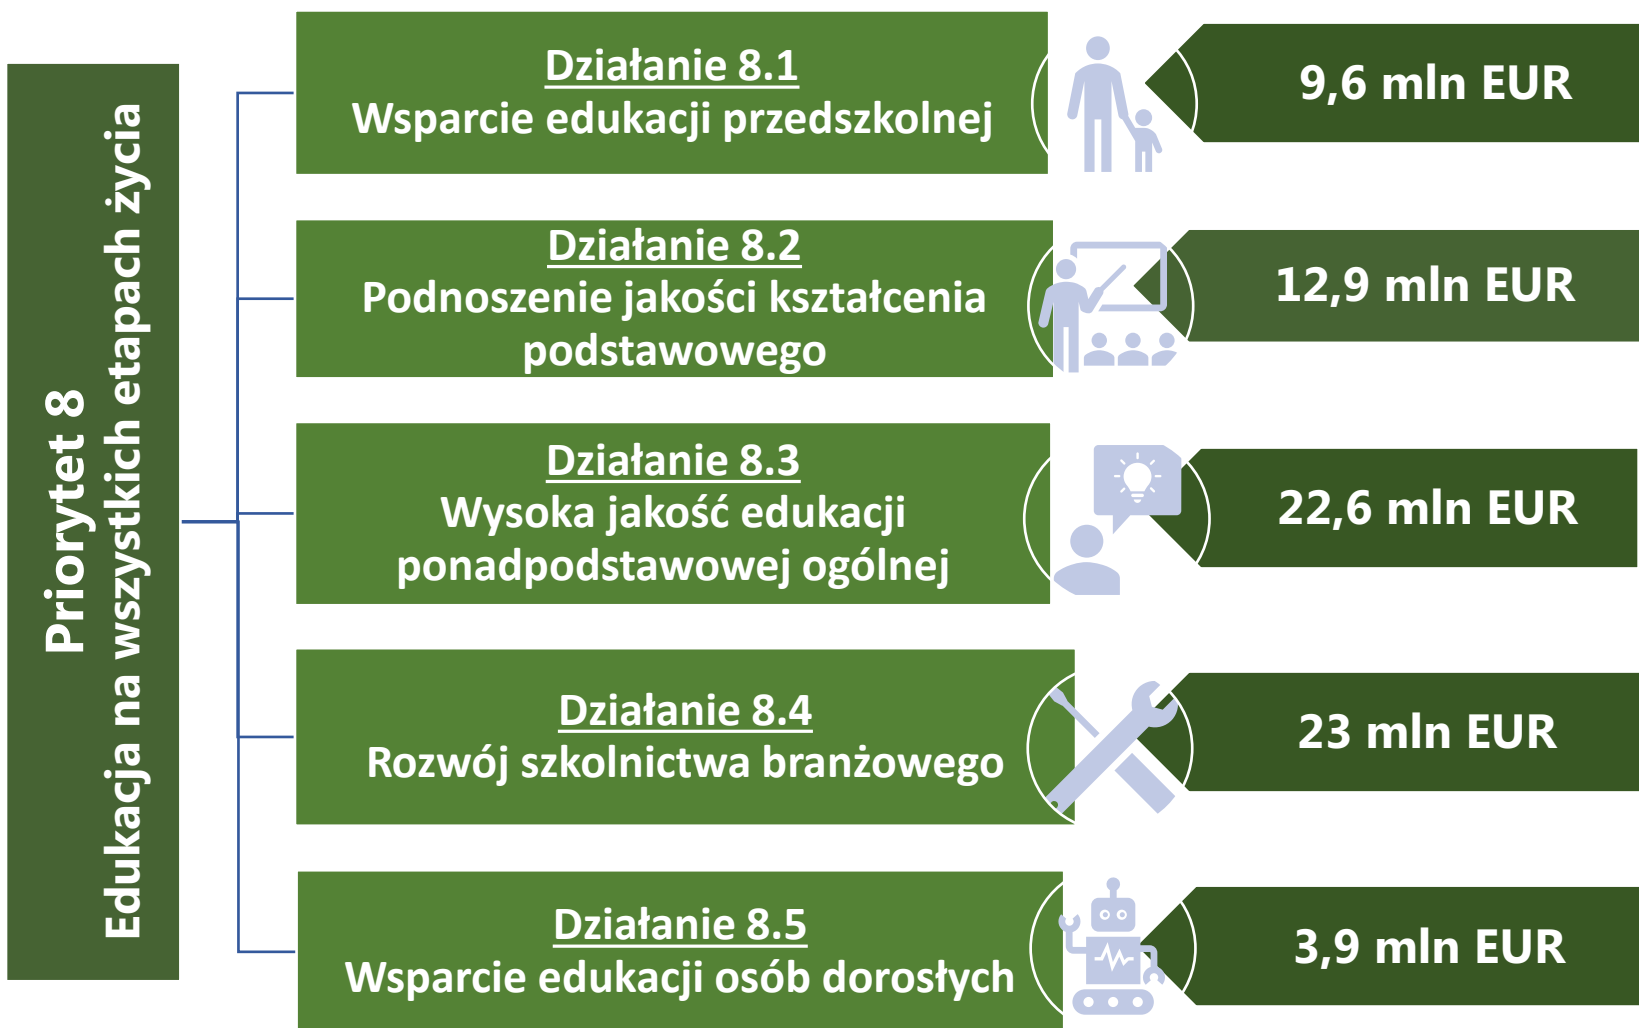 Priorytet 8
Edukacja na wszystkich etapach życia
Działanie 8.1
Wsparcie edukacji przedszkolnej
9,6 mln EUR
Działanie 8.2
Podnoszenie jakości kształcenia
podstawowego
12,9 mln EUR
Działanie 8.3
Wysoka jakość edukacji
ponadpodstawowej ogólnej
22,6 mln EUR
Działanie 8.4
Rozwój szkolnictwa branżowego
23 mln EUR
Działanie 8.5
Wsparcie edukacji osób dorosłych
3,9 mln EUR